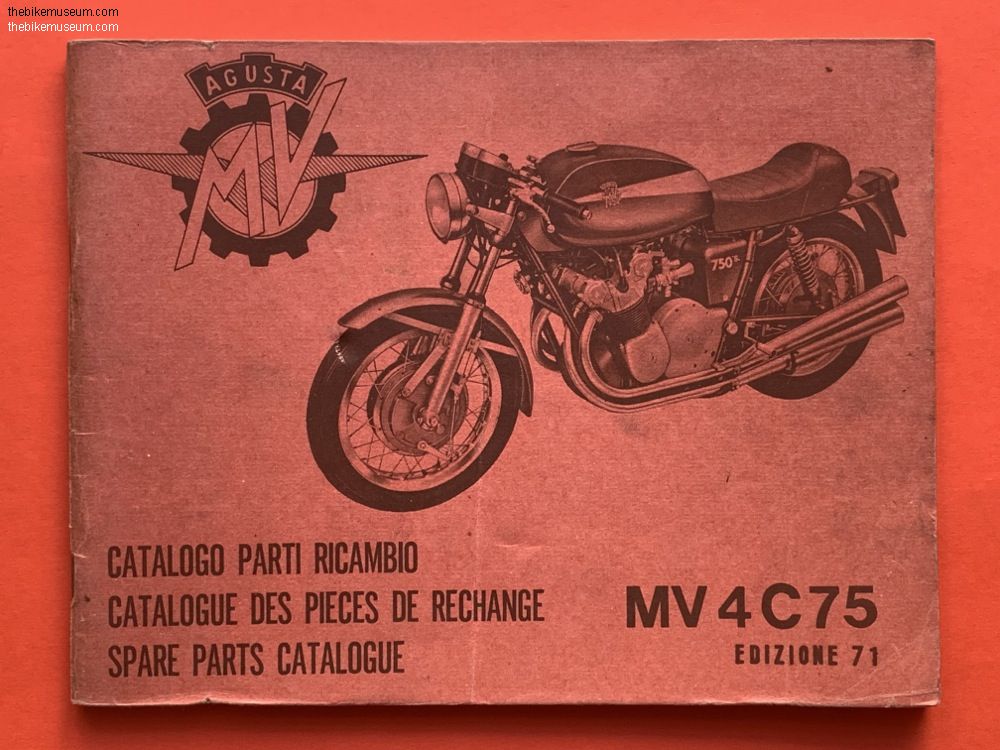 thebikemuseum.com
thebikemuseum.com
AGUSTA
MV
750 S
CATALOGO PARTI RICAMBIO
CATALOGUE DES PIECES DE RECHANGE
SPARE PARTS CATALOGUE
MV 4 C 75
EDIZIONE 71